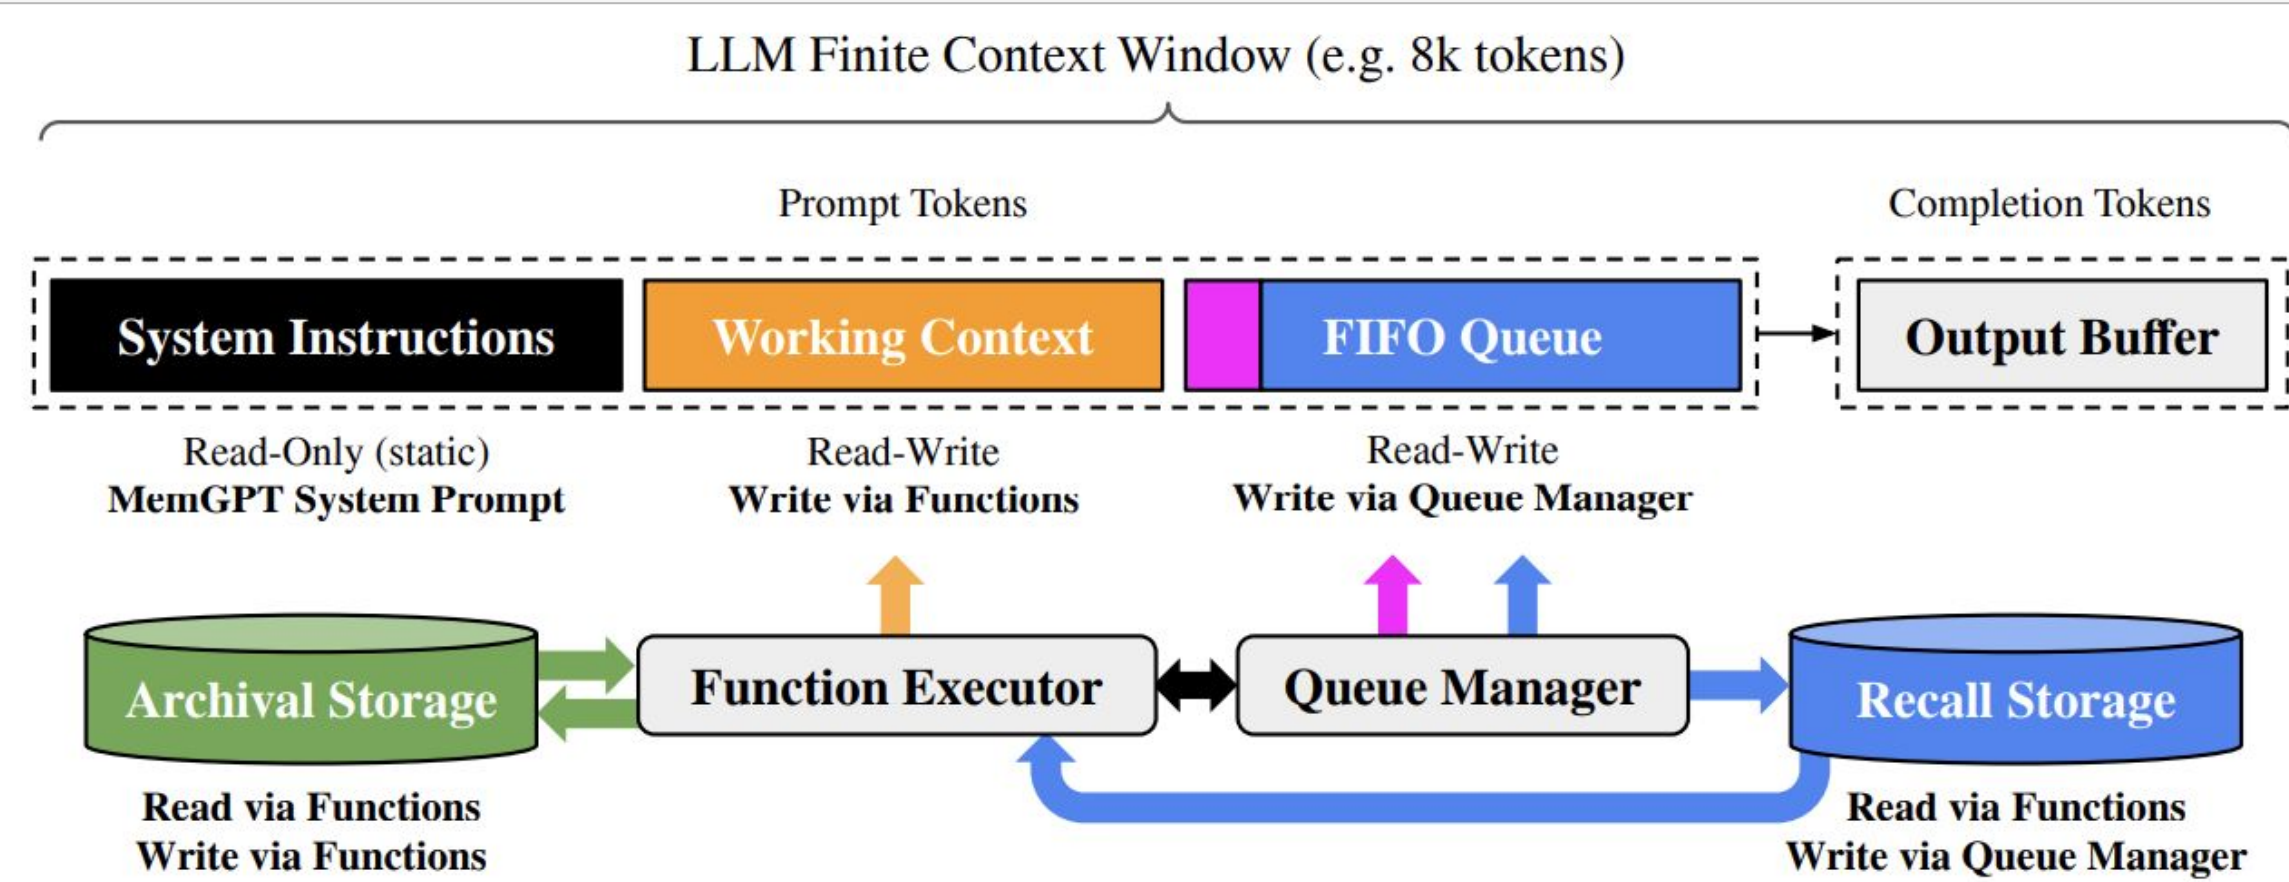 LLM Finite Context Window (e.g. 8k tokens)
Prompt Tokens
Completion Tokens
System Instructions
Working Context
FIFO Queue
Output Buffer
Read-Only (static)
MemGPT System Prompt
Read-Write
Write via Functions
Read-Write
Write via Queue Manager
Archival Storage
Function Executor
Queue Manager
Recall Storage
Read via Functions
Write via Functions
Read via Functions
Write via Queue Manager